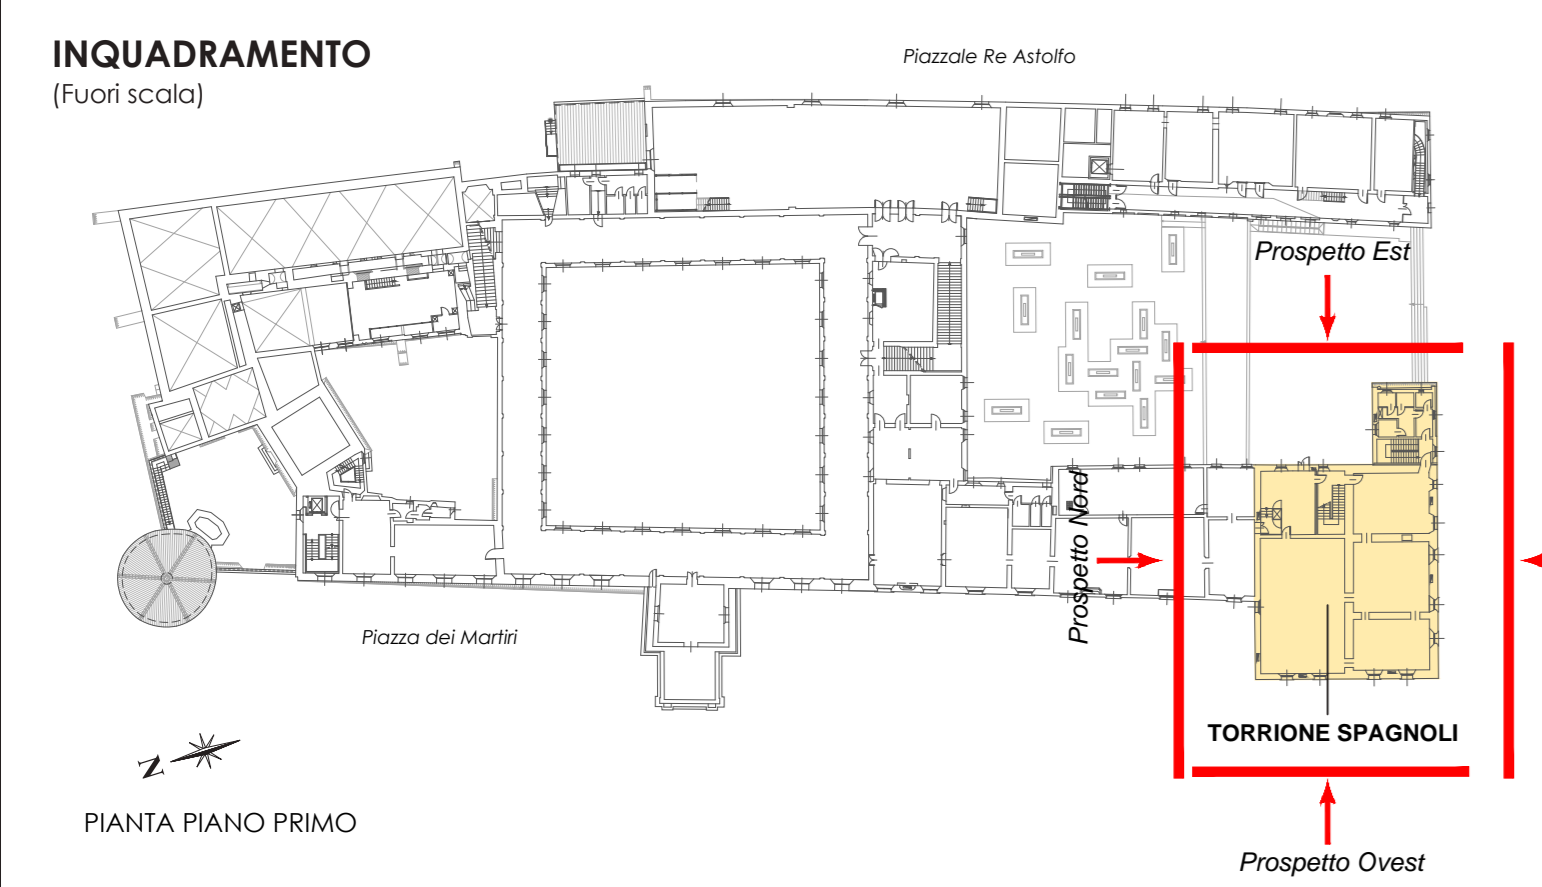 INQUADRAMENTO
(Fuori scala)
Piazzale Re Astolfo
Prospetto Est
Prospetto Nord
Piazza dei Martiri
TORRIONE SPAGNOLI
N
PIANTA PIANO PRIMO
Prospetto Ovest